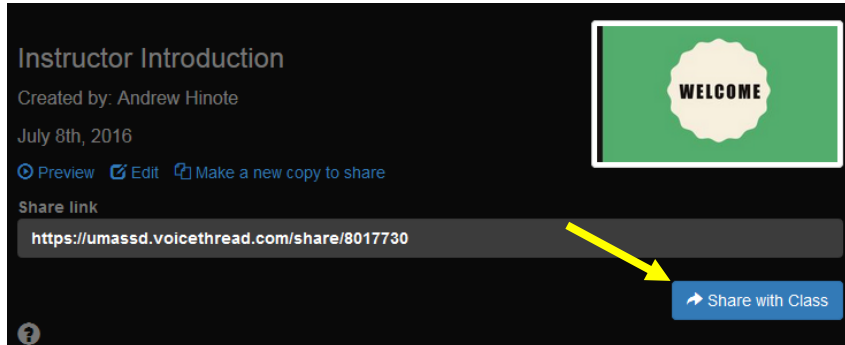 Instructor Introduction
WELCOME
Created by: Andrew Hinote
July 8th, 2016
Preview Edit Make a new copy to share
Share link
https://umassd.voicethread.com/share/8017730
Share with Class
?